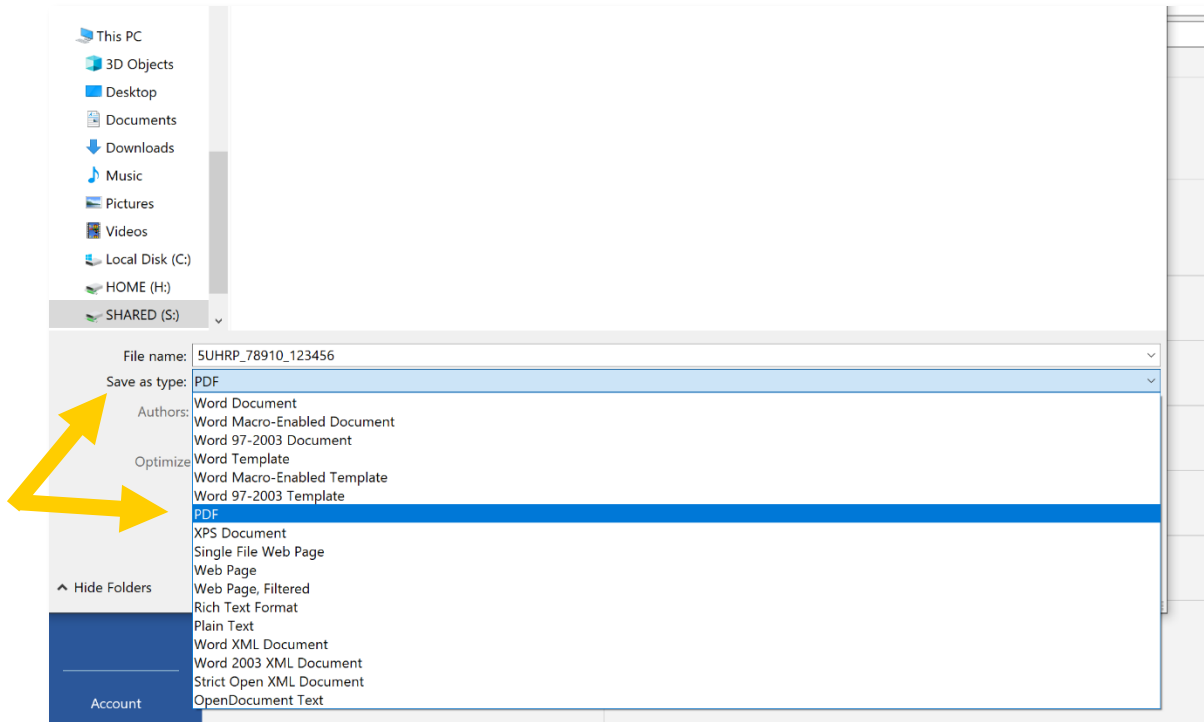 This PC
3D Objects
Desktop
Documents
Downloads
Music
Pictures
Videos
Local Disk (C:)
HOME (H:)
SHARED (S:)
File name: 5UHRP_78910_123456
Save as type: PDF
Authors:
Optimize
Word Document
Word Macro-Enabled Document
Word 97-2003 Document
Word Template
Word Macro-Enabled Template
Word 97-2003 Template
PDF
XPS Document
Single File Web Page
Web Page
Web Page, Filtered
Rich Text Format
Plain Text
Word XML Document
Word 2003 XML Document
Strict Open XML Document
OpenDocument Text
Hide Folders
Account